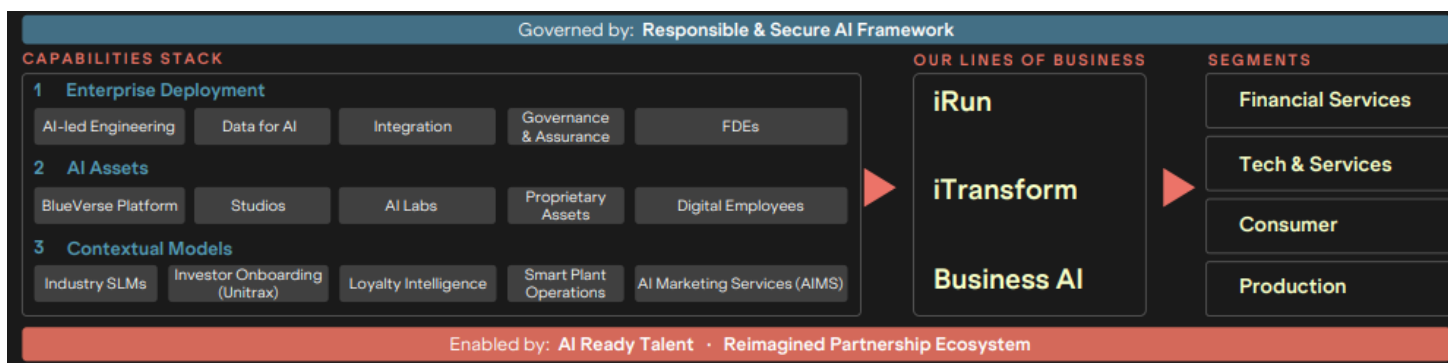 Governed by: Responsible & Secure AI Framework
CAPABILITIES STACK
1 Enterprise Deployment
AI-led Engineering
Data for AI
Integration
Governance
& Assurance
FDEs
2 AI Assets
BlueVerse Platform
Studios
AI Labs
Proprietary
Assets
Digital Employees
3 Contextual Models
Industry SLMs
Investor Onboarding
(Unitrax)
Loyalty Intelligence
Smart Plant
Operations
AI Marketing Services (AIMS)
OUR LINES OF BUSINESS
iRun
iTransform
Business AI
SEGMENTS
Financial Services
Tech & Services
Consumer
Production
Enabled by: AI Ready Talent · Reimagined Partnership Ecosystem